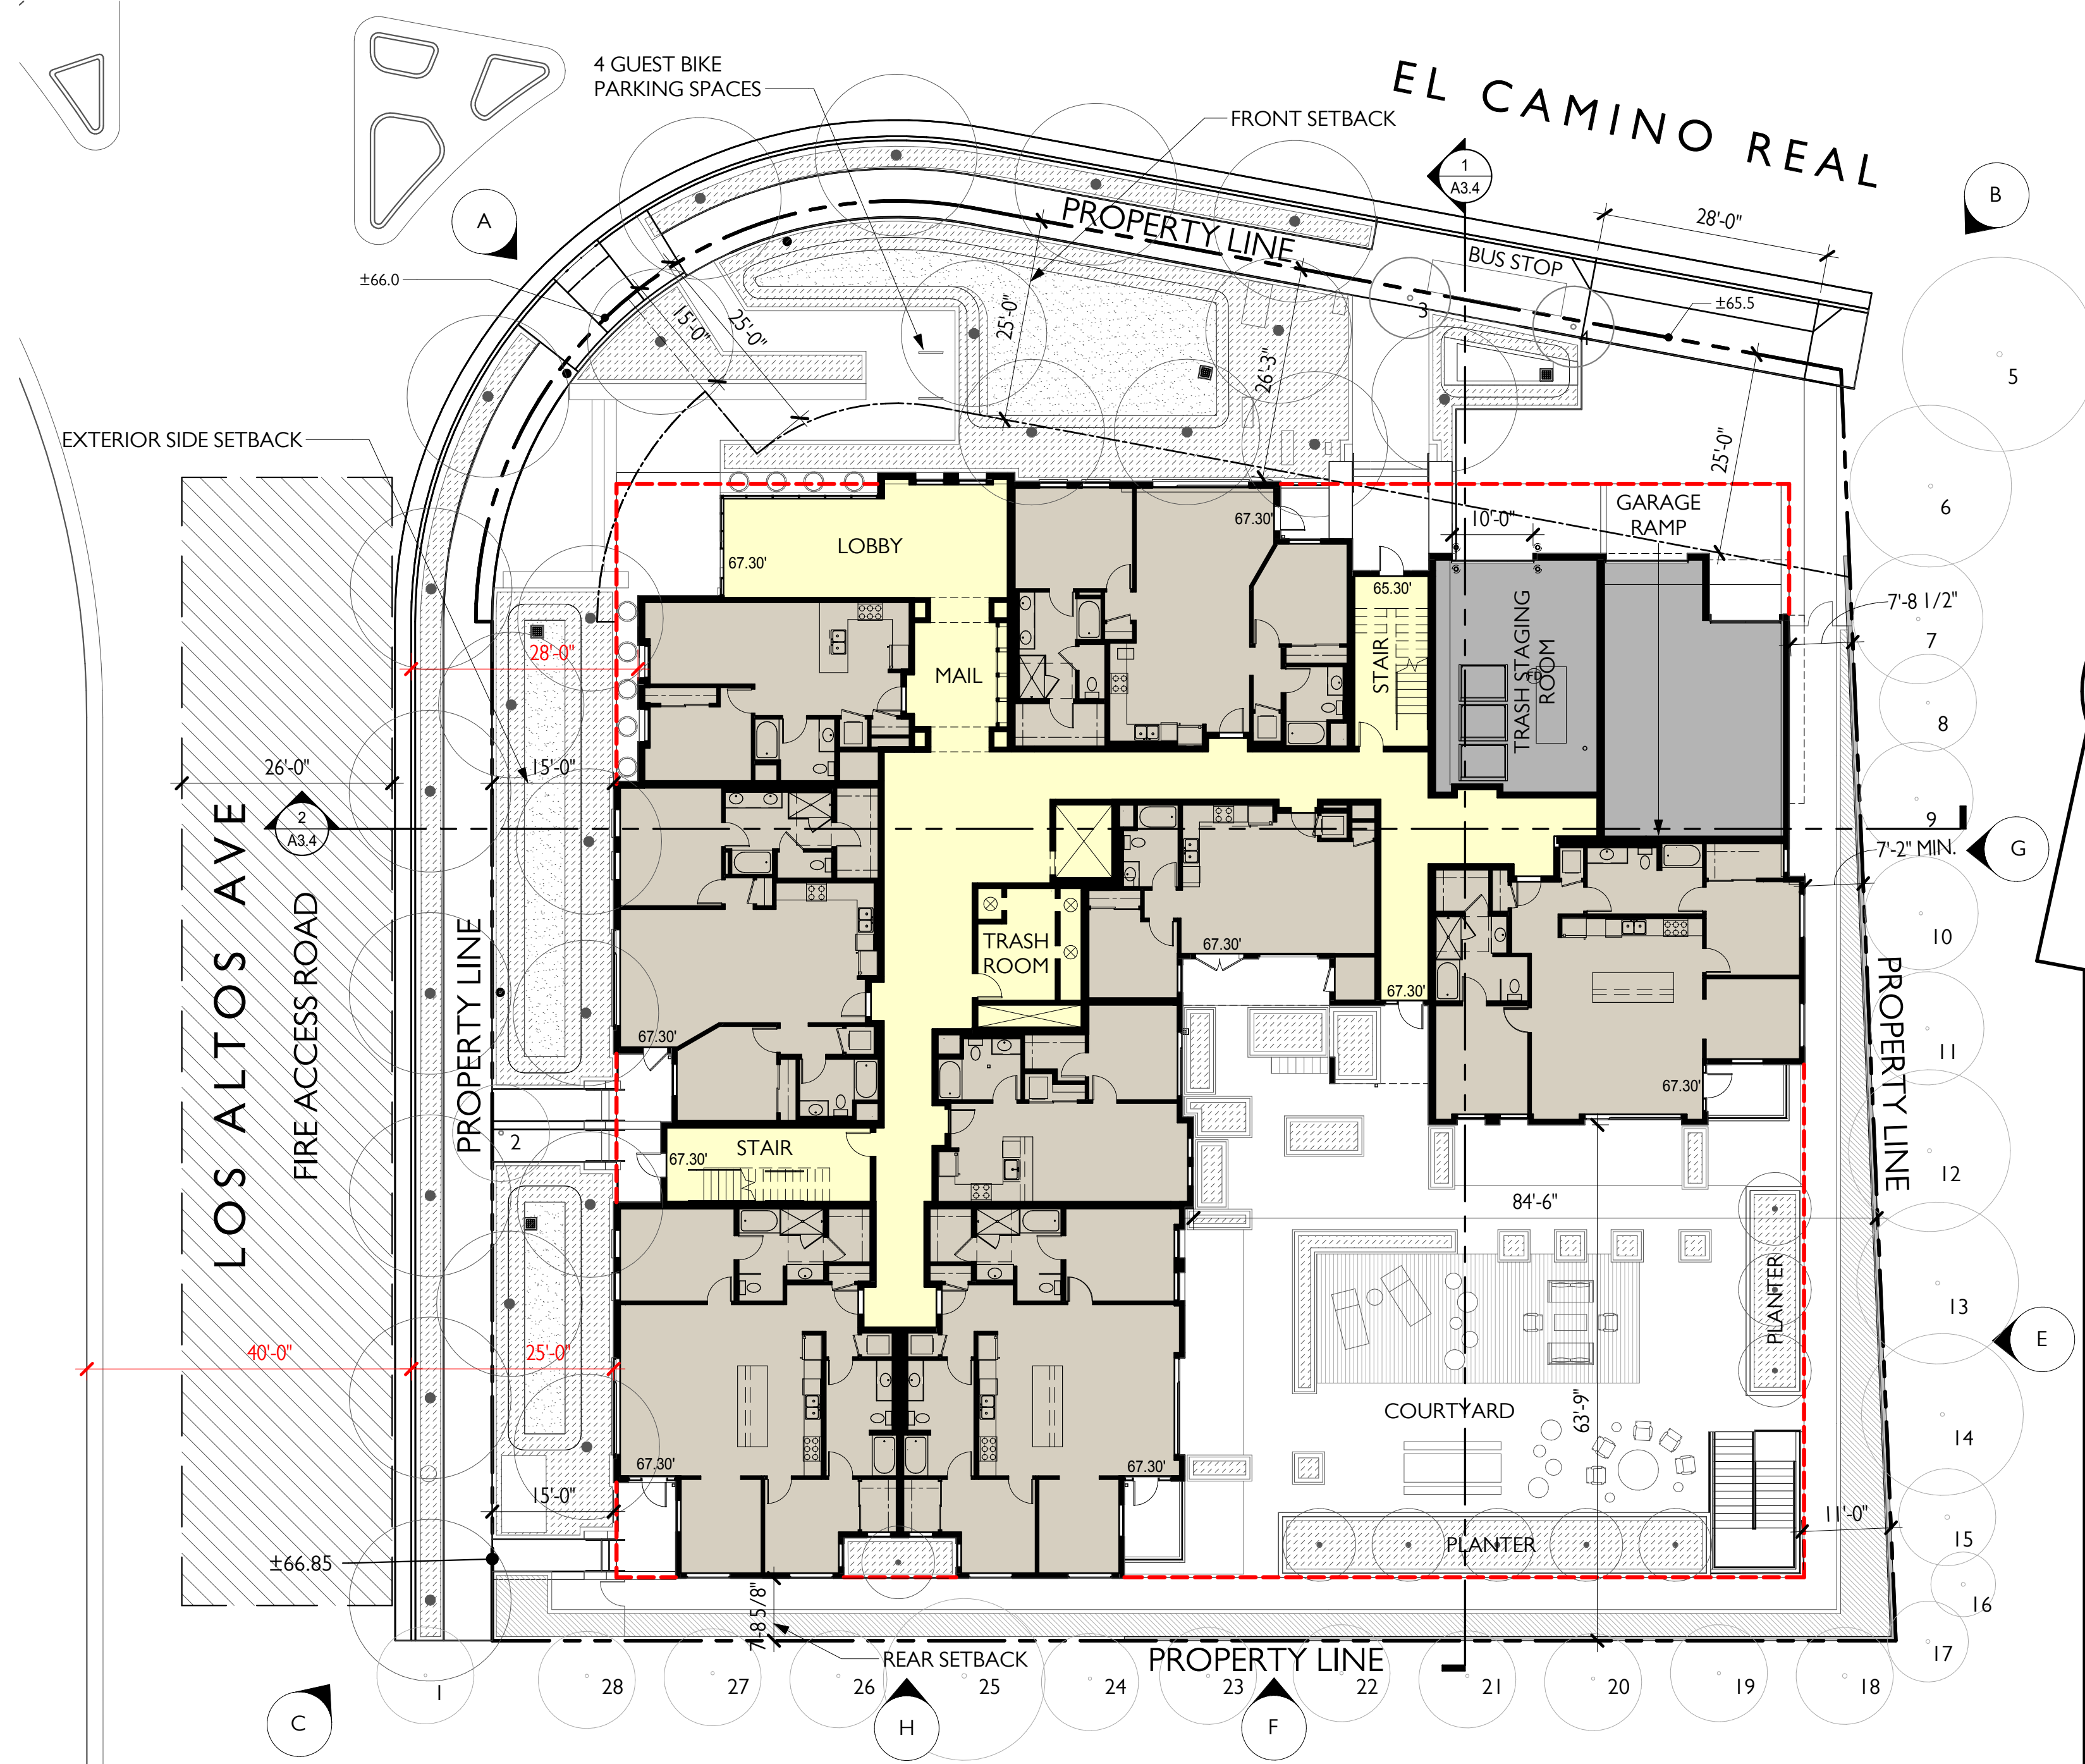 4 GUEST BIKE
PARKING SPACES
FRONT SETBACK
EL CAMINO REAL
1
A3.4
A
B
PROPERTY LINE
28'-0"
BUS STOP
±66.0
±65.5
15'-0"
25'-0"
25'-0"
26'-3"
3
4
5
EXTERIOR SIDE SETBACK
25'-0"
GARAGE
RAMP
10'-0"
6
67.30'
LOBBY
67.30'
65.30'
STAIR
TRASH STAGING
ROOM
7'-8 1/2"
7
28'-0"
MAIL
8
26'-0"
15'-0"
2
A3.4
9
7'-2" MIN.
G
LOS ALTOS AVE
FIRE ACCESS ROAD
PROPERTY LINE
TRASH
ROOM
67.30'
67.30'
10
PROPERTY LINE
67.30'
11
67.30'
2
STAIR
67.30'
12
84'-6"
13
PLANTER
E
40'-0"
25'-0"
COURTYARD
63'-9"
14
67.30'
67.30'
15'-0"
11'-0"
15
PLANTER
±66.85
7'-8 5/8"
16
REAR SETBACK
PROPERTY LINE
17
1
28
27
26
25
24
23
22
21
20
19
18
C
H
F